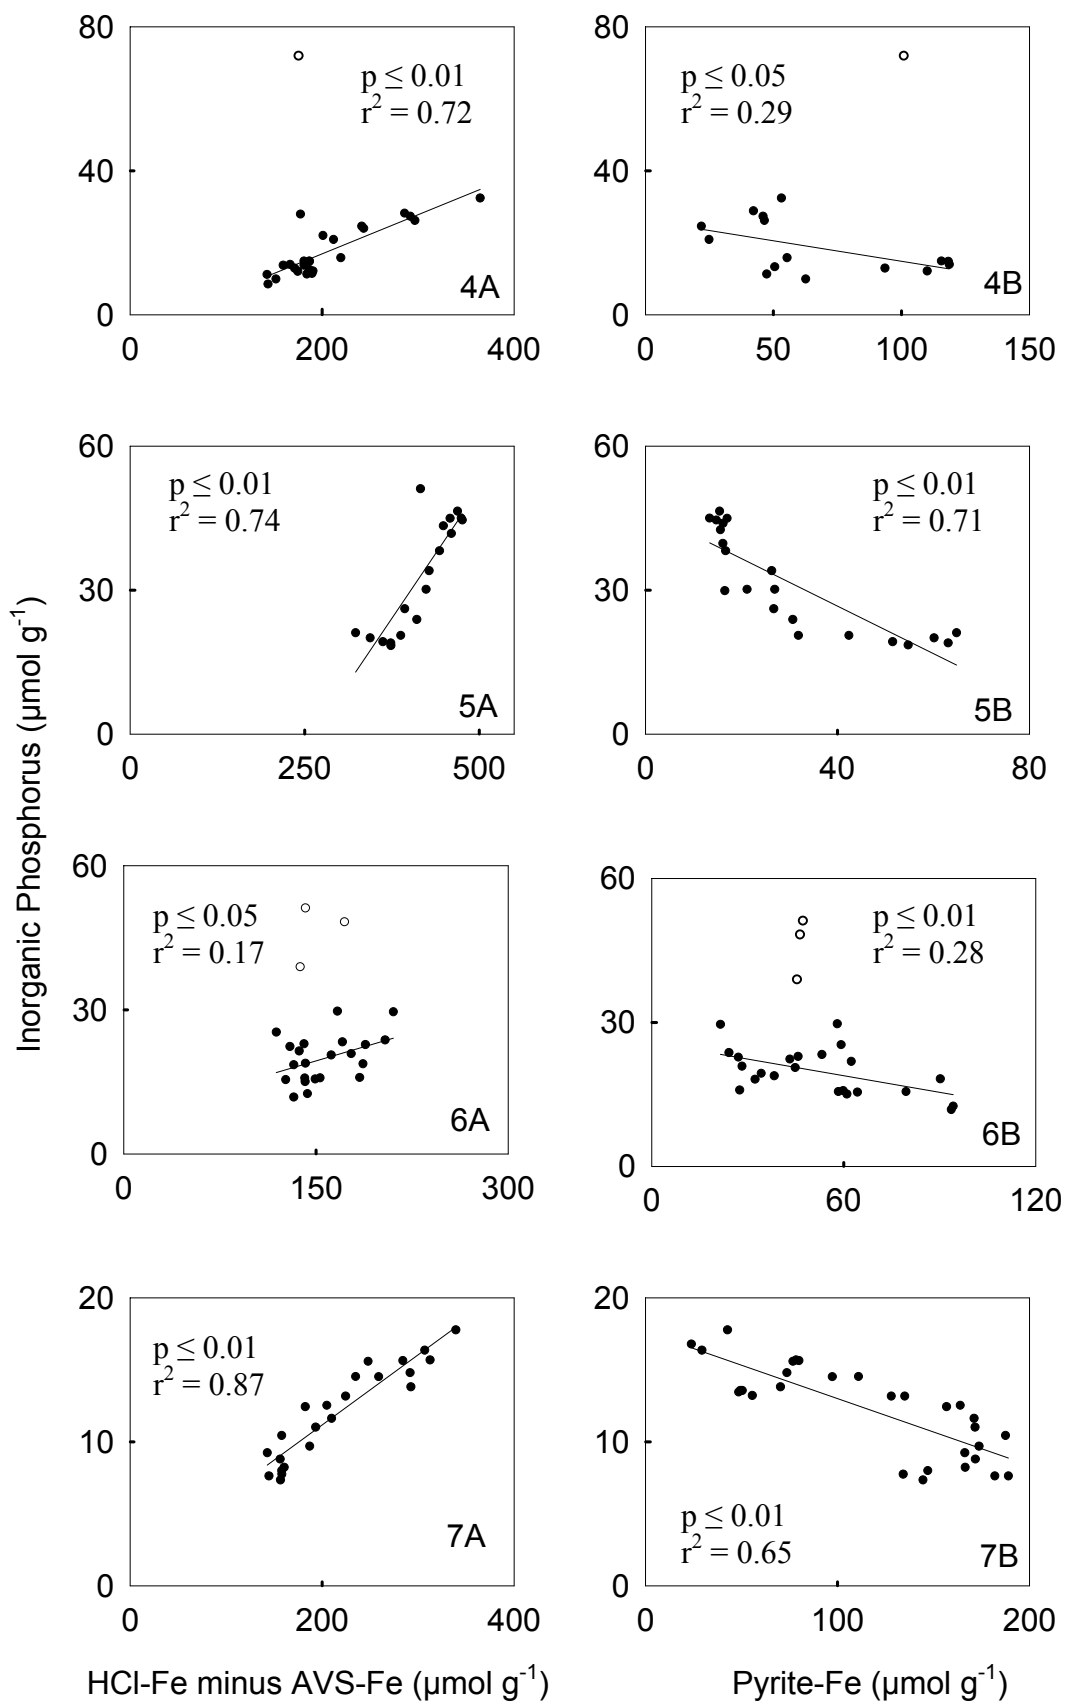 80
40
0
p ≤ 0.01
r² = 0.72
4A
0
200
400
p ≤ 0.05
r² = 0.29
4B
0
0
50
100
150
60
30
0
p ≤ 0.01
r² = 0.74
5A
0
250
500
p ≤ 0.01
r² = 0.71
5B
0
0
40
80
60
30
0
p ≤ 0.05
r² = 0.17
6A
0
150
300
60
30
0
p ≤ 0.01
r² = 0.28
6B
0
60
120
20
10
0
p ≤ 0.01
r² = 0.87
7A
0
200
400
20
10
0
p ≤ 0.01
r² = 0.65
7B
0
100
200
Inorganic Phosphorus (µmol g⁻¹)
HCl-Fe minus AVS-Fe (µmol g⁻¹)
Pyrite-Fe (µmol g⁻¹)